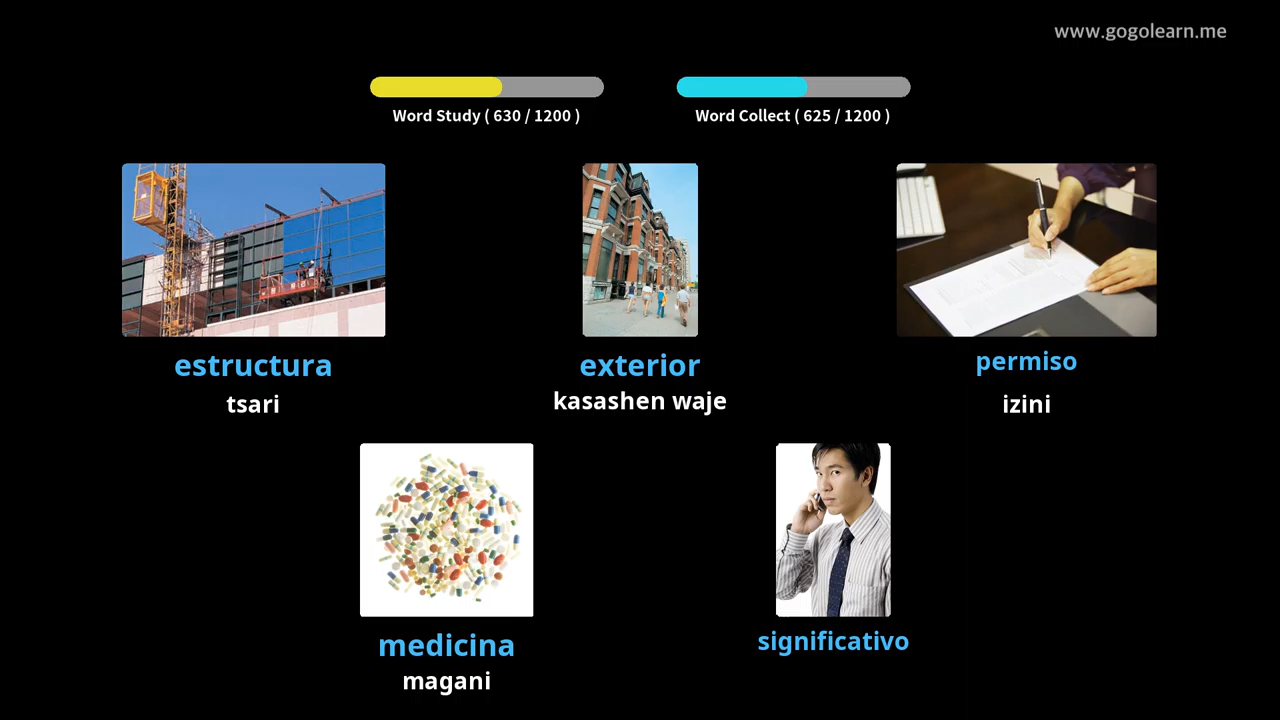 www.gogolearn.me
Word Study ( 630 / 1200 )
Word Collect ( 625 / 1200 )
estructura
tsari
exterior
kasashen waje
permiso
izini
medicina
magani
significativo